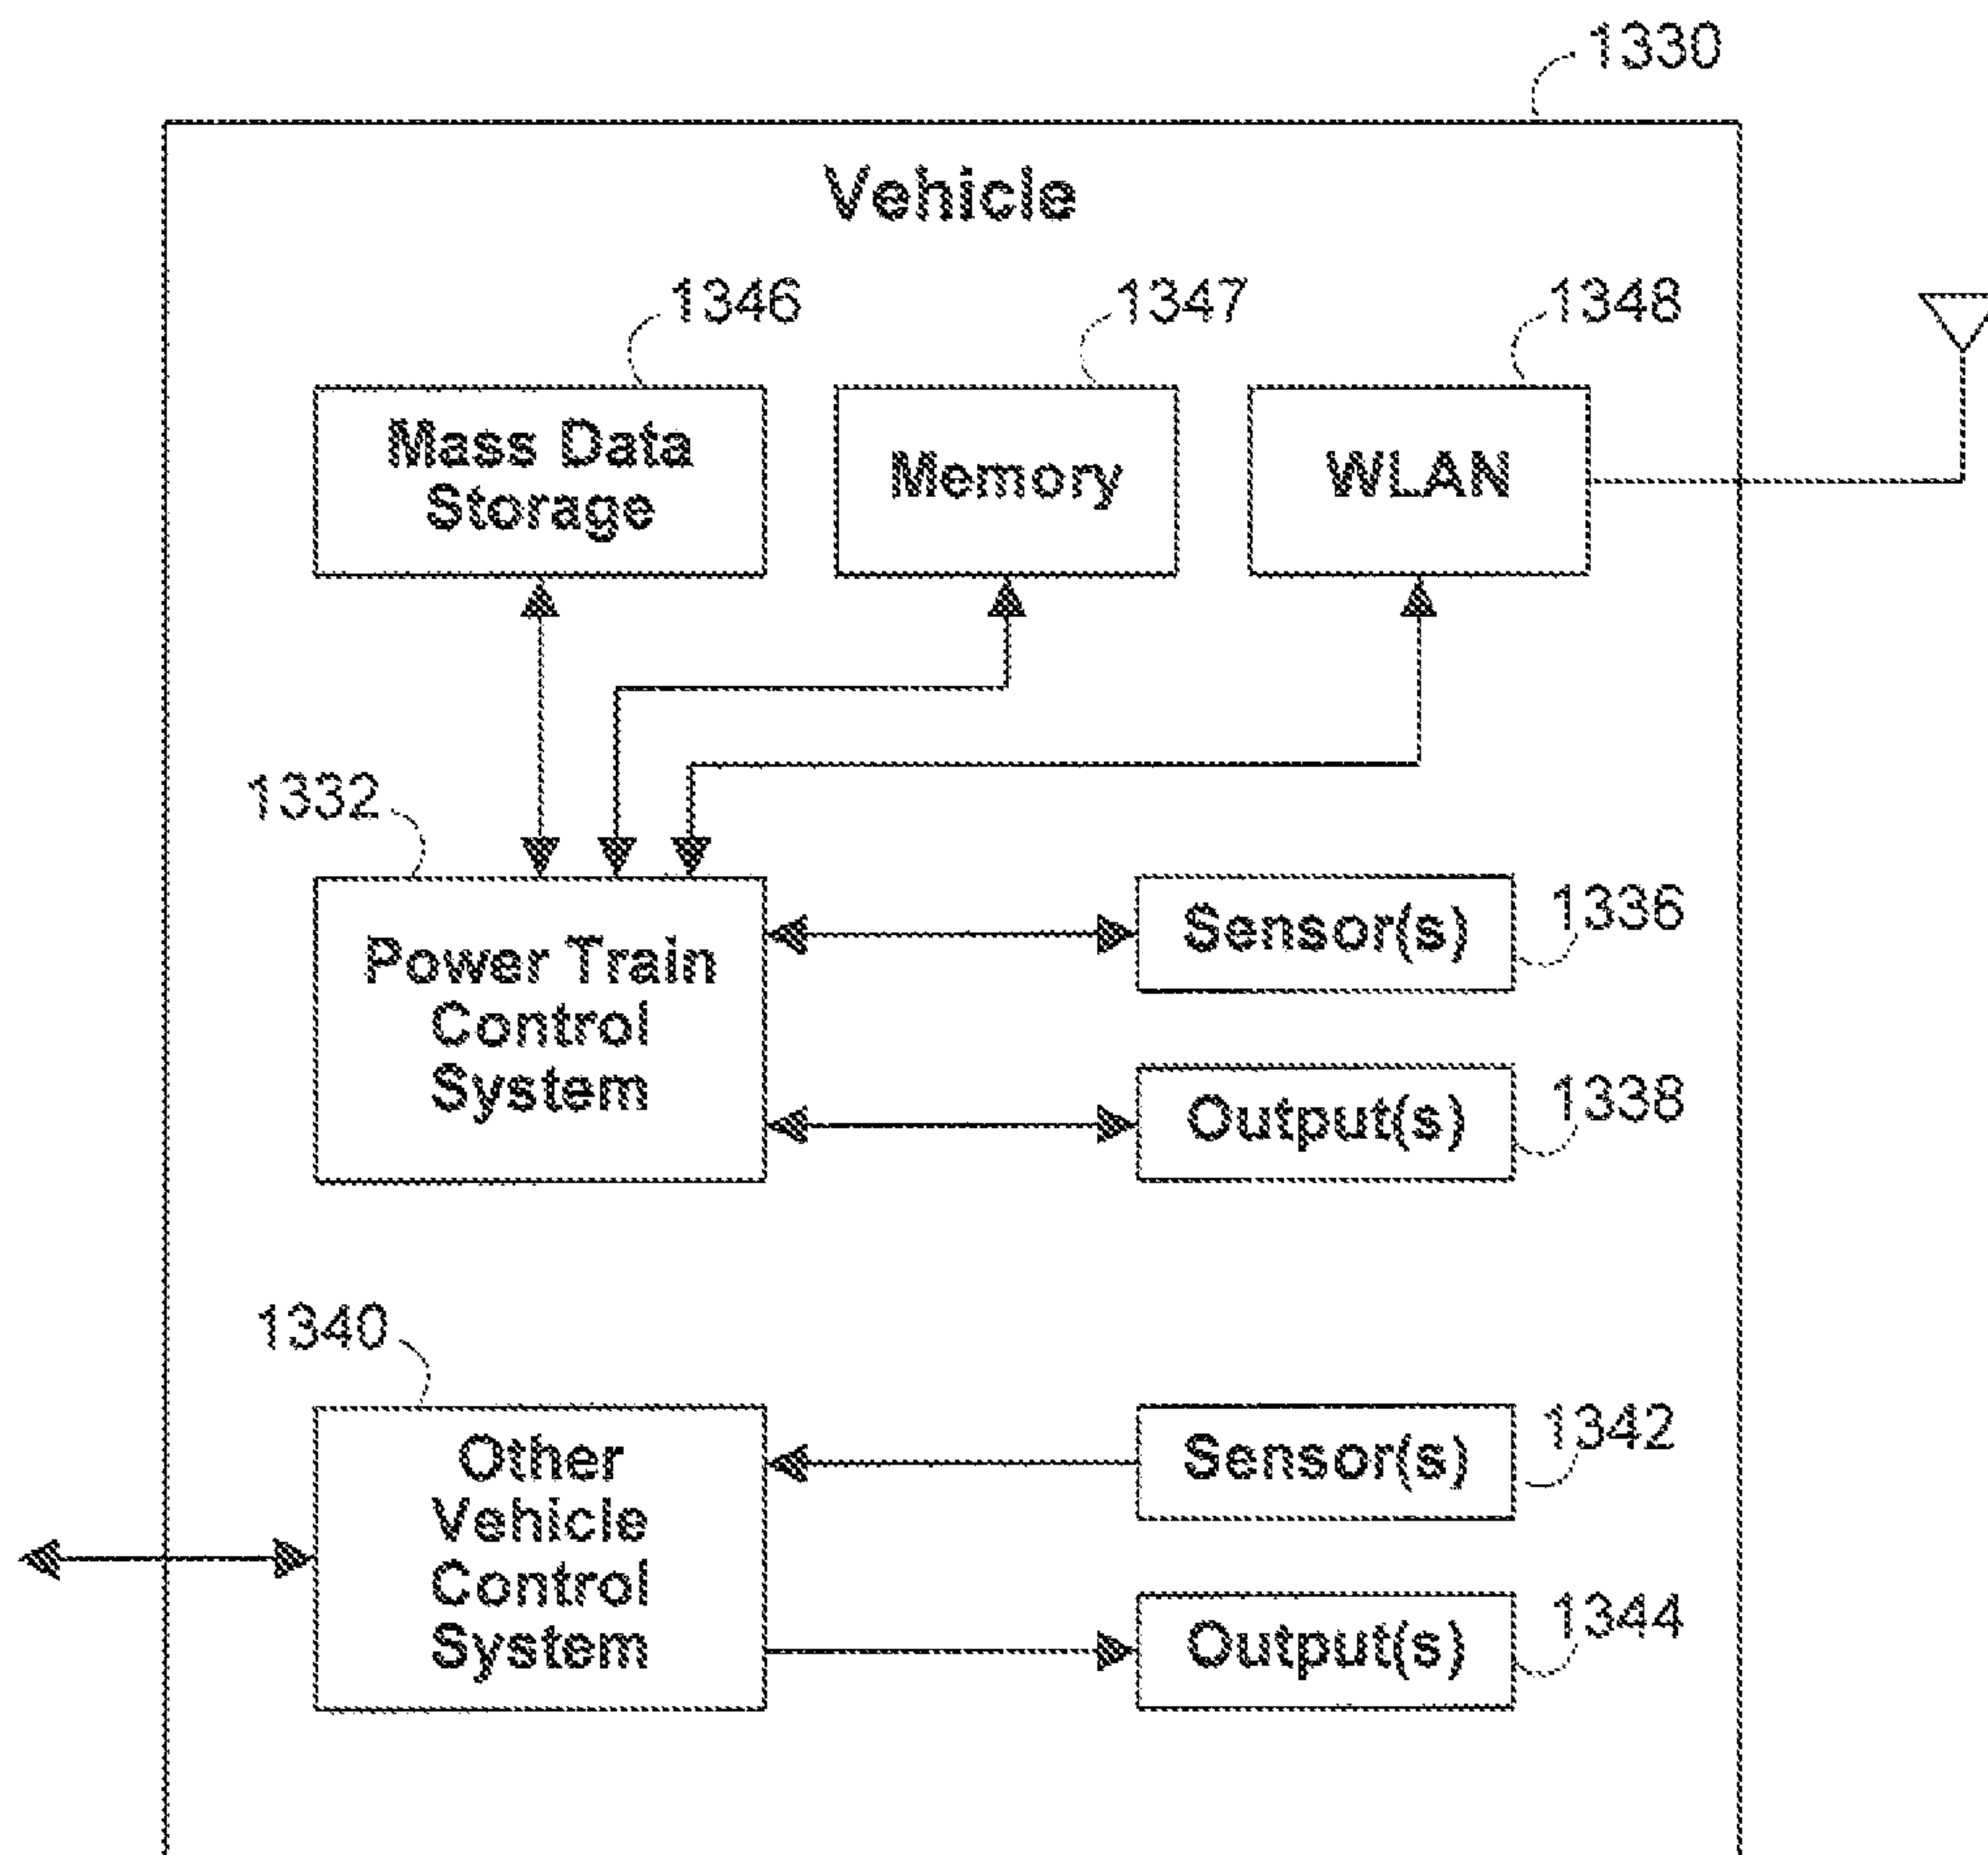 1330
Vehicle
1346
1347
1348
Mass Data
Storage
Memory
WLAN
1332
Power Train
Control
System
Sensor(s)
1336
Output(s)
1338
1340
Other
Vehicle
Control
System
Sensor(s)
1342
Output(s)
1344